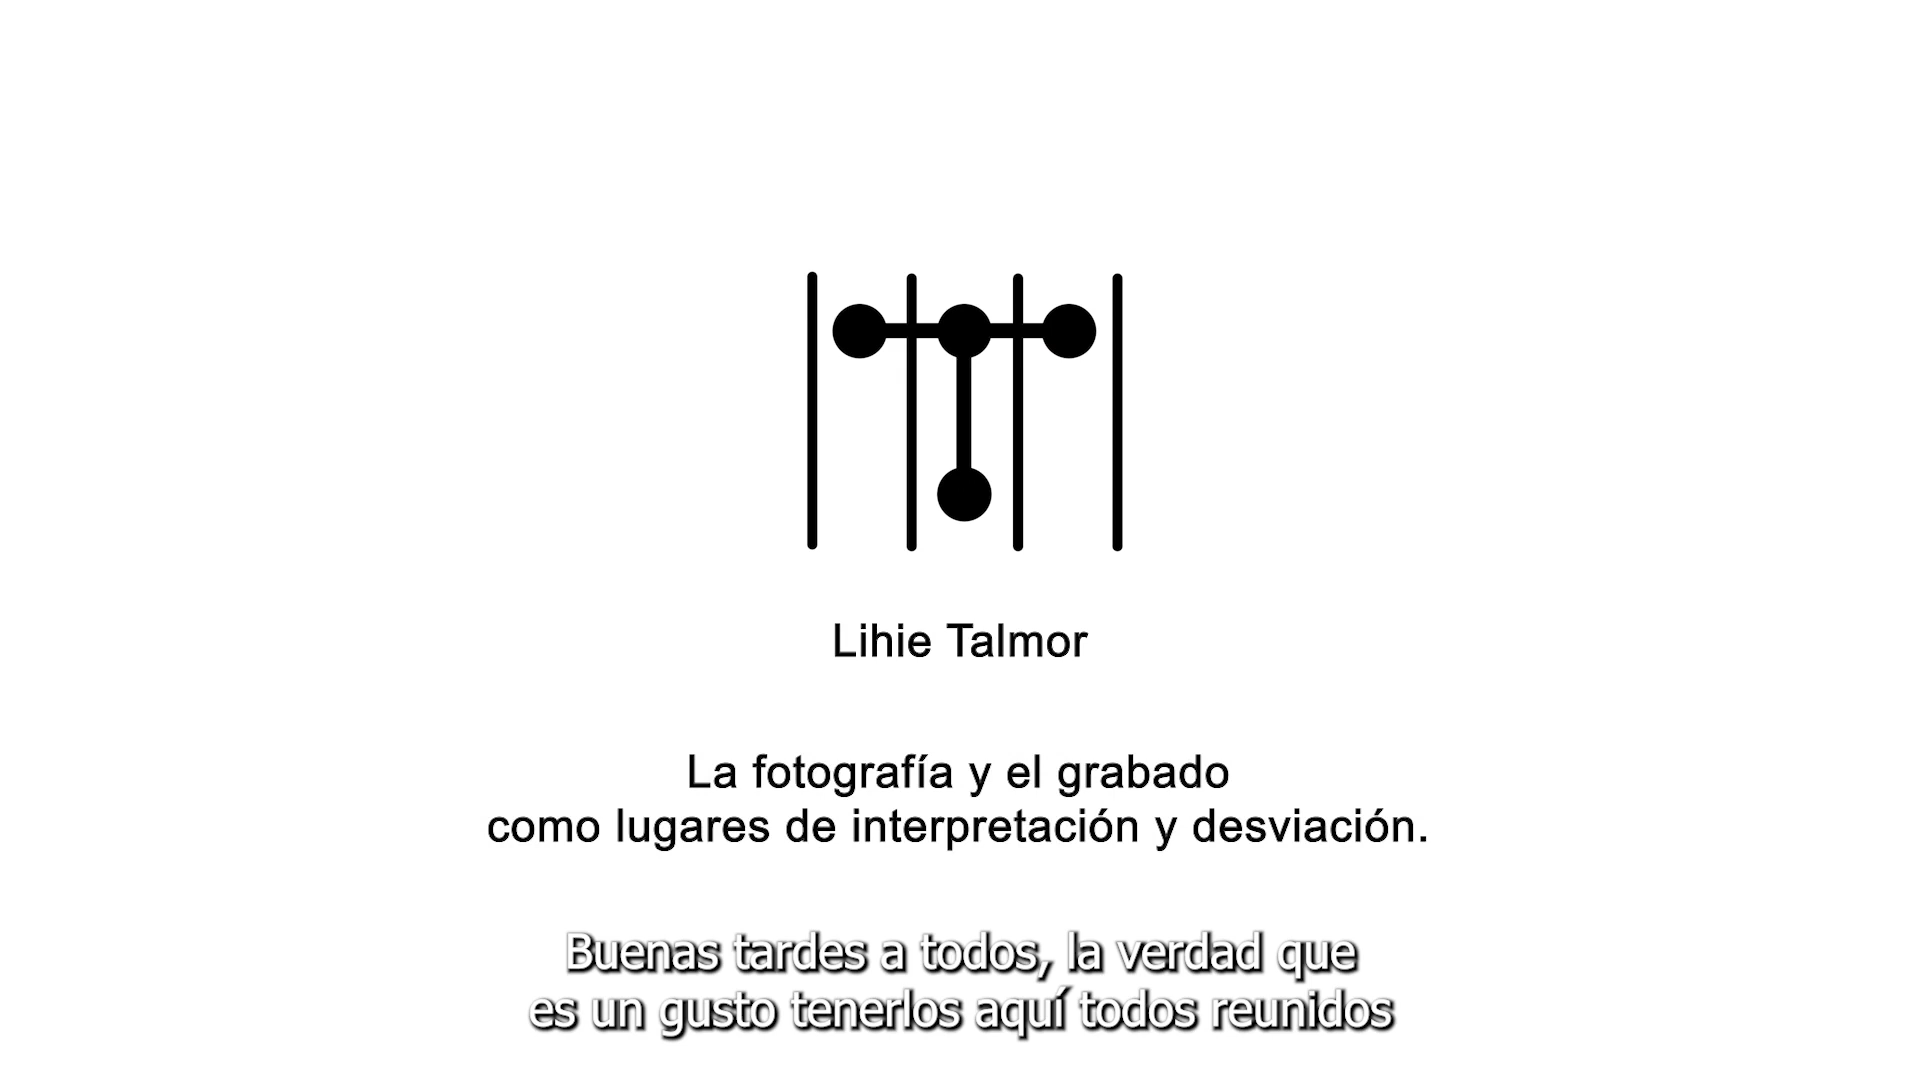 Lihie Talmor
La fotografía y el grabado
como lugares de interpretación y desviación.
Buenas tardes a todos, la verdad que
es un gusto tenerlos aquí todos reunidos